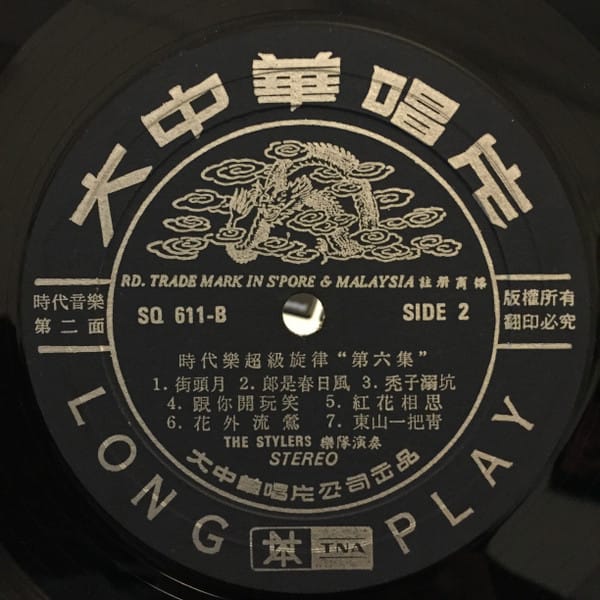 大中華唱片
RD. TRADE MARK IN S'PORE & MALAYSIA 註册商標
時代音樂
第二面
SQ 611-B
SIDE 2
版權所有
翻印必究
時代樂超級旋律“第六集”
1. 街頭月 2. 郎是春日風 3. 禿子溺坑
4. 跟你開玩笑 5. 紅花相思
6. 花外流鶯 7. 東山一把青
THE STYLERS 樂隊演奏
STEREO
大中華唱片公司出品
LONG PLAY
TNA